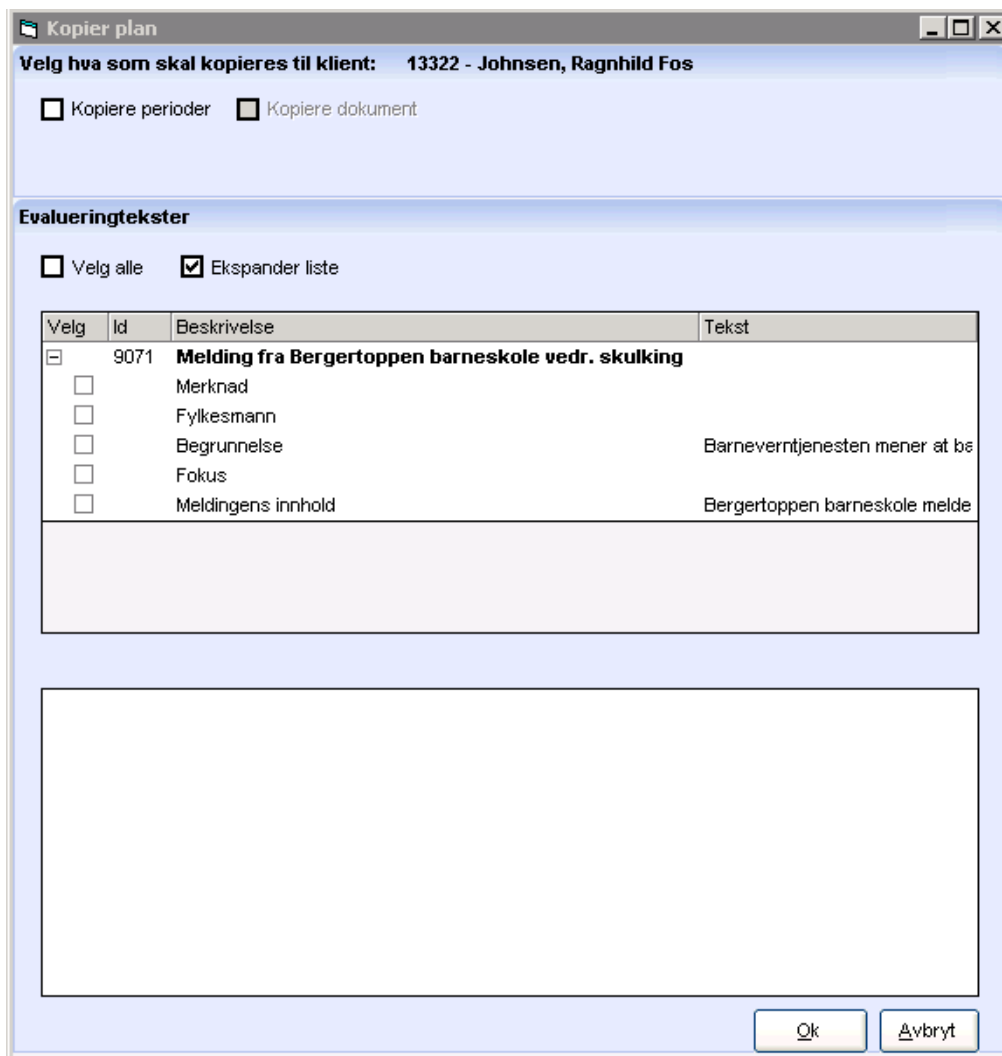 Kopier plan
Velg hva som skal kopieres til klient: 13322 - Johnsen, Ragnhild Fos
Kopiere perioder Kopiere dokument
Evalueringtekster
Velg alle Ekspander liste
Velg Id Beskrivelse Tekst
9071 Melding fra Bergertoppen barneskole vedr. skulking
Merknad
Fylkesmann
Begrunnelse Barneverntjenesten mener at ba
Fokus
Meldingens innhold Bergertoppen barneskole melde
Ok Avbryt